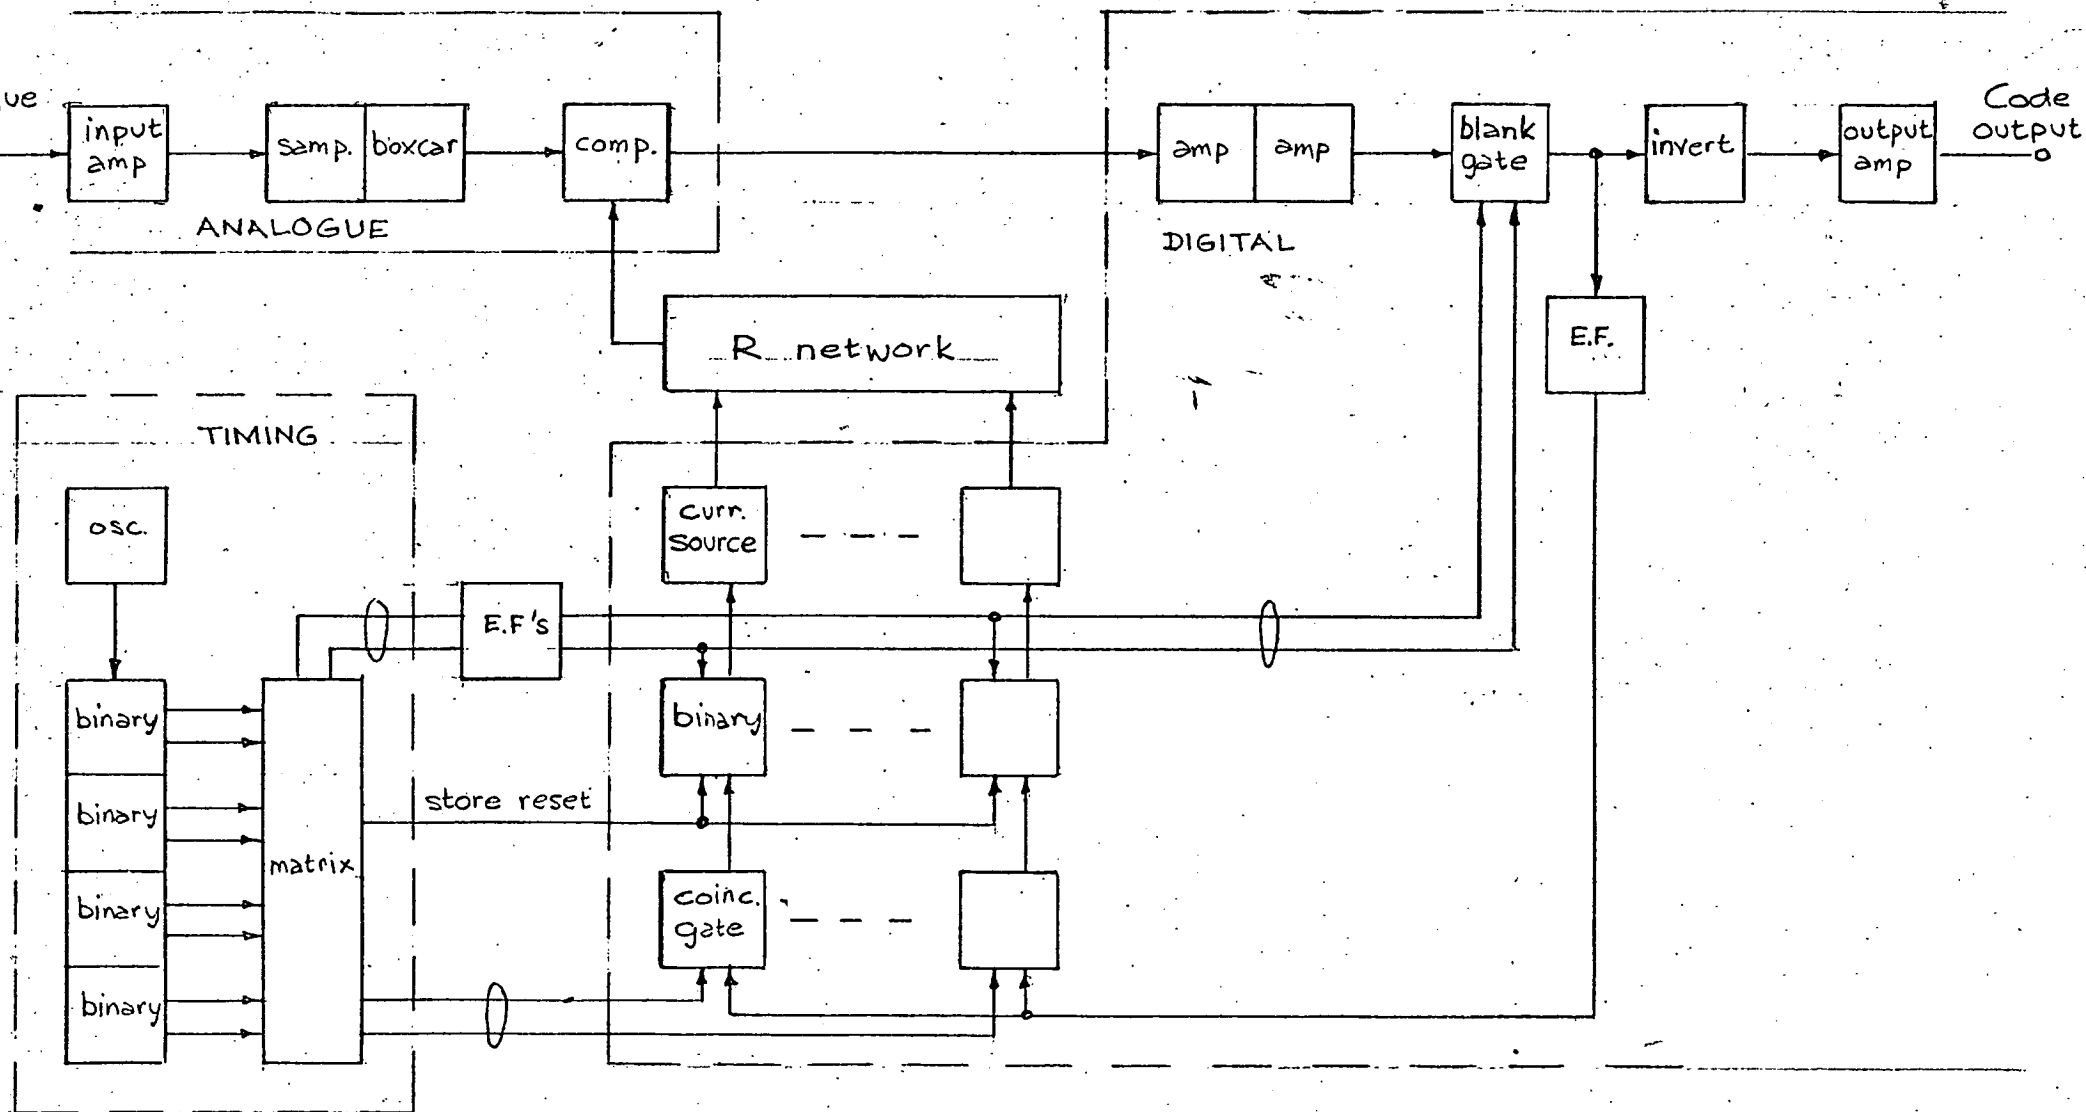 ue
input
amp
samp.
boxcar
comp.
amp
amp
blank
gate
invert
output
amp
Code
output
ANALOGUE
DIGITAL
R network
E.F.
TIMING
osc.
curr.
source
E.F's
binary
binary
store reset
binary
matrix
coinc.
gate
binary
binary